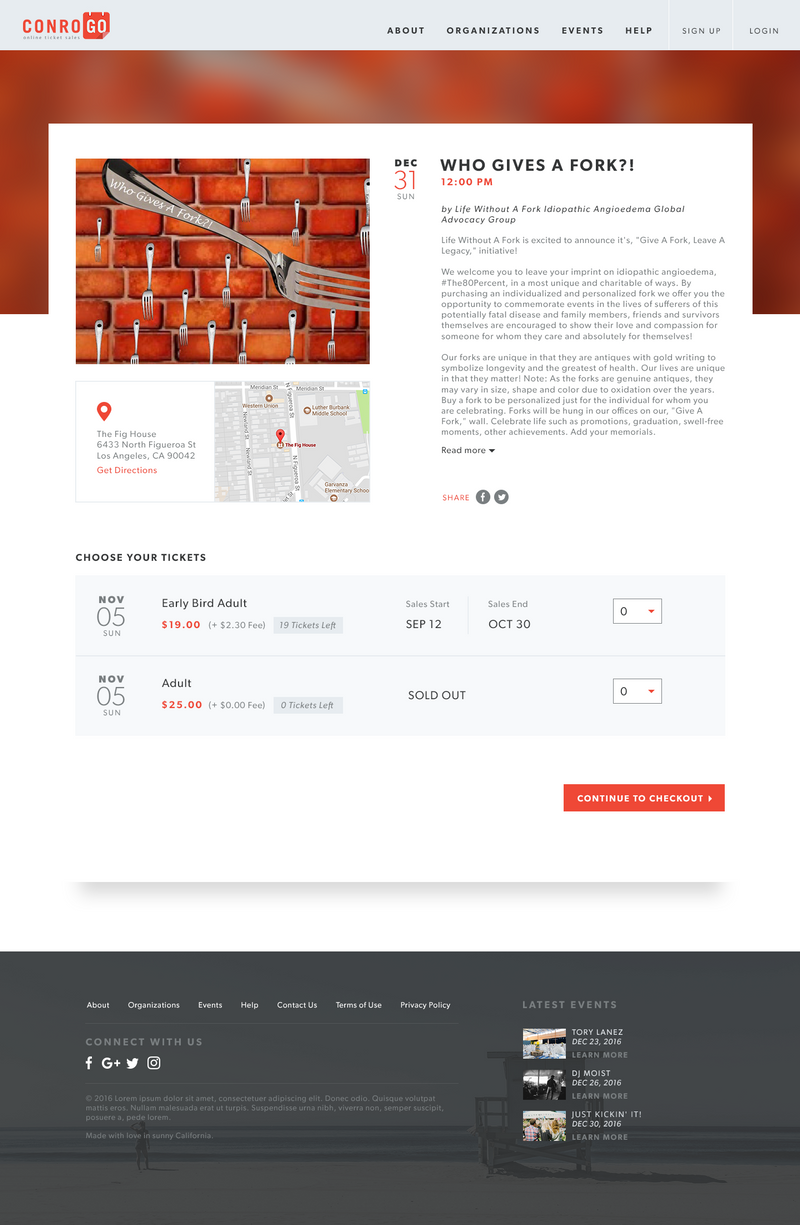 CONRO GO
online ticket sales
ABOUT
ORGANIZATIONS
EVENTS
HELP
SIGN UP
LOGIN
Who Gives A Fork?!
DEC
31
SUN
WHO GIVES A FORK?!
12:00 PM
by Life Without A Fork Idiopathic Angioedema Global
Advocacy Group
Life Without A Fork is excited to announce it's, "Give A Fork, Leave A
Legacy," initiative!
We welcome you to leave your imprint on idiopathic angioedema,
#The80Percent, in a most unique and charitable of ways. By
purchasing an individualized and personalized fork we offer you the
opportunity to commemorate events in the lives of sufferers of this
potentially fatal disease and family members, friends and survivors
themselves are encouraged to show their love and compassion for
someone for whom they care and absolutely for themselves!
Our forks are unique in that they are antiques with gold writing to
symbolize longevity and the greatest of health. Our lives are unique
in that they matter! Note: As the forks are genuine antiques, they
may vary in size, shape and color due to oxidation over the years.
Buy a fork to be personalized just for the individual for whom you
are celebrating. Forks will be hung in our offices on our, "Give A
Fork," wall. Celebrate life such as promotions, graduation, swell-free
moments, other achievements. Add your memorials.
Read more
SHARE
The Fig House
6433 North Figueroa St
Los Angeles, CA 90042
Get Directions
Meridian St
Meridian St
Western Union
Luther Burbank
Middle School
N Figueroa St
Newland St
The Fig House
Newland St
N Figueroa St
Garvanza
Elementary Schoo
CHOOSE YOUR TICKETS
NOV
05
SUN
Early Bird Adult
$19.00 (+ $2.30 Fee) 19 Tickets Left
Sales Start
SEP 12
Sales End
OCT 30
0
NOV
05
SUN
Adult
$25.00 (+ $0.00 Fee) 0 Tickets Left
SOLD OUT
0
CONTINUE TO CHECKOUT
About
Organizations
Events
Help
Contact Us
Terms of Use
Privacy Policy
CONNECT WITH US
© 2016 Lorem ipsum dolor sit amet, consectetuer adipiscing elit. Donec odio. Quisque volutpat
mattis eros. Nullam malesuada erat ut turpis. Suspendisse urna nibh, viverra non, semper suscipit,
posuere a, pede lorem.
Made with love in sunny California.
LATEST EVENTS
TORY LANEZ
DEC 23, 2016
LEARN MORE
DJ MOIST
DEC 26, 2016
LEARN MORE
JUST KICKIN' IT!
DEC 30, 2016
LEARN MORE